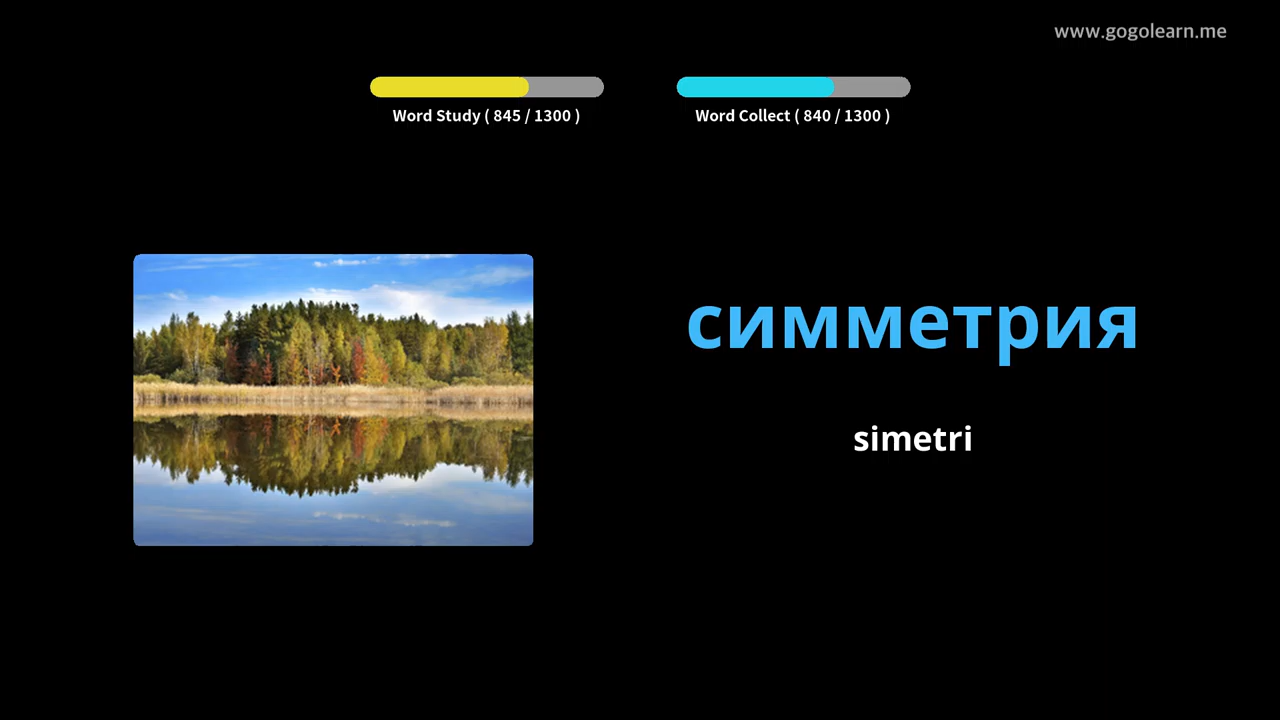 www.gogolearn.me
Word Study ( 845 / 1300 )
Word Collect ( 840 / 1300 )
симметрия
simetri